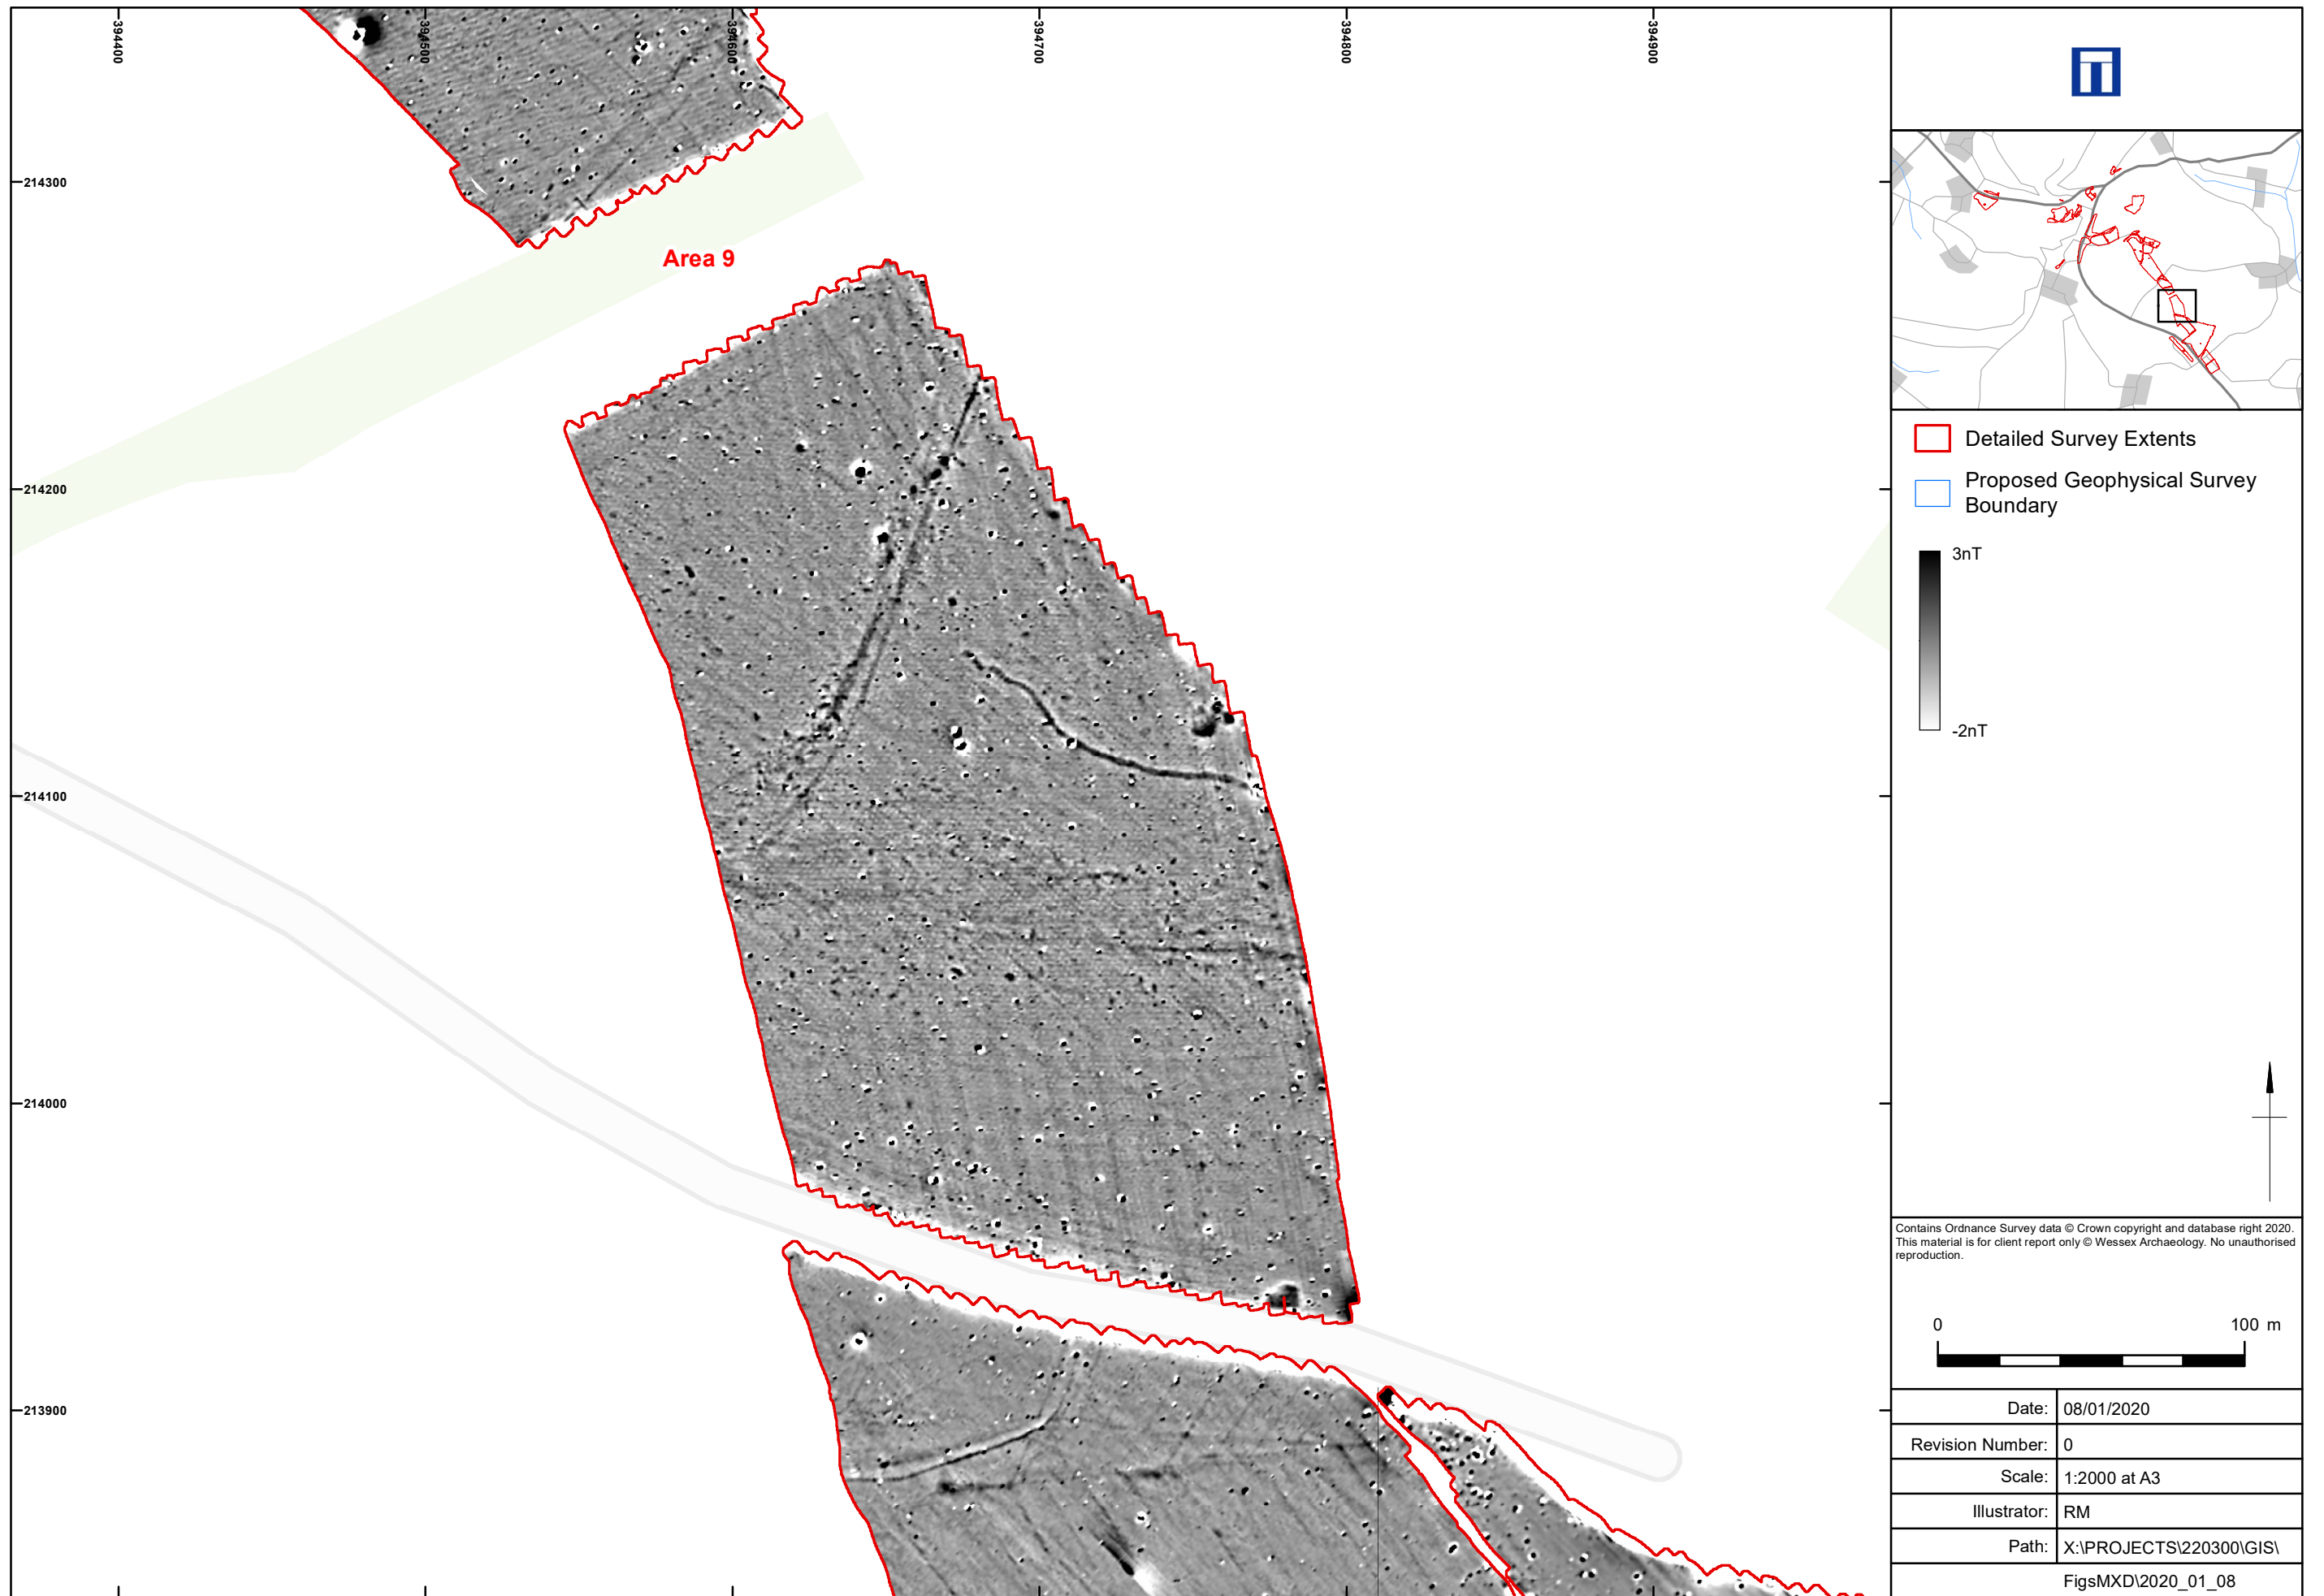 394400
394500
394600
394700
394800
394900
214300
214200
214100
214000
213900
Area 9
Detailed Survey Extents
Proposed Geophysical Survey
Boundary
3nT
-2nT
Contains Ordnance Survey data © Crown copyright and database right 2020.
This material is for client report only © Wessex Archaeology. No unauthorised
reproduction.
0 100 m
Date: 08/01/2020
Revision Number: 0
Scale: 1:2000 at A3
Illustrator: RM
Path: X:\PROJECTS\220300\GIS\
FigsMXD\2020_01_08